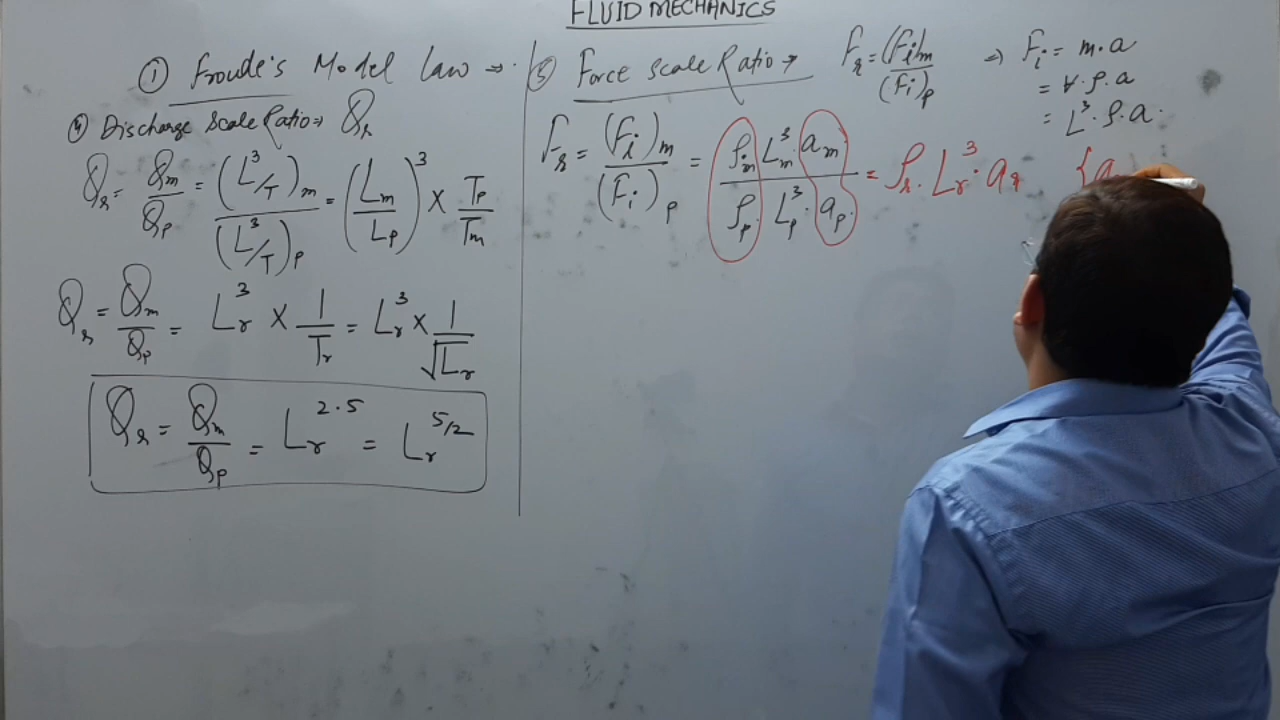 FLUID MECHANICS
① Froude's Model Law →
④ Discharge Scale Ratio → Qr
Qr = Qm/Qp = (L³/T)m / (L³/T)p = (Lm/Lp)³ × Tp/Tm
Qr = Qm/Qp = Lr³ × 1/Tr = Lr³ × 1/√Lr
Qr = Qm/Qp = Lr^2.5 = Lr^5/2
⑤ Force Scale Ratio → Fr = (Fi)m/(Fi)p ⇒ Fi = m·a
= ∀·ρ·a
= L³·ρ·a
Fr = (Fi)m/(Fi)p = ρm·Lm³·am / ρp·Lp³·ap = ρr·Lr³·ar {a